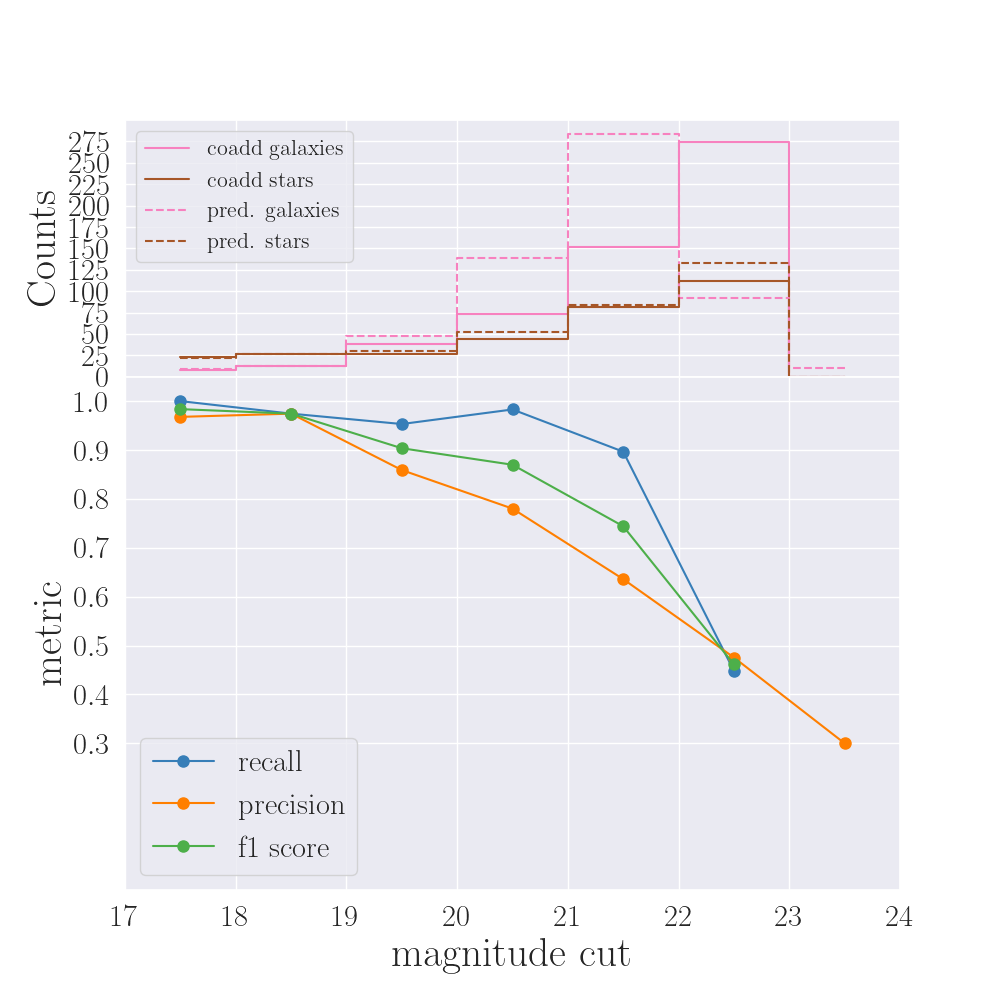 Counts
275
250
225
200
175
150
125
100
75
50
25
0
coadd galaxies
coadd stars
pred. galaxies
pred. stars
metric
1.0
0.9
0.8
0.7
0.6
0.5
0.4
0.3
recall
precision
f1 score
17 18 19 20 21 22 23 24
magnitude cut